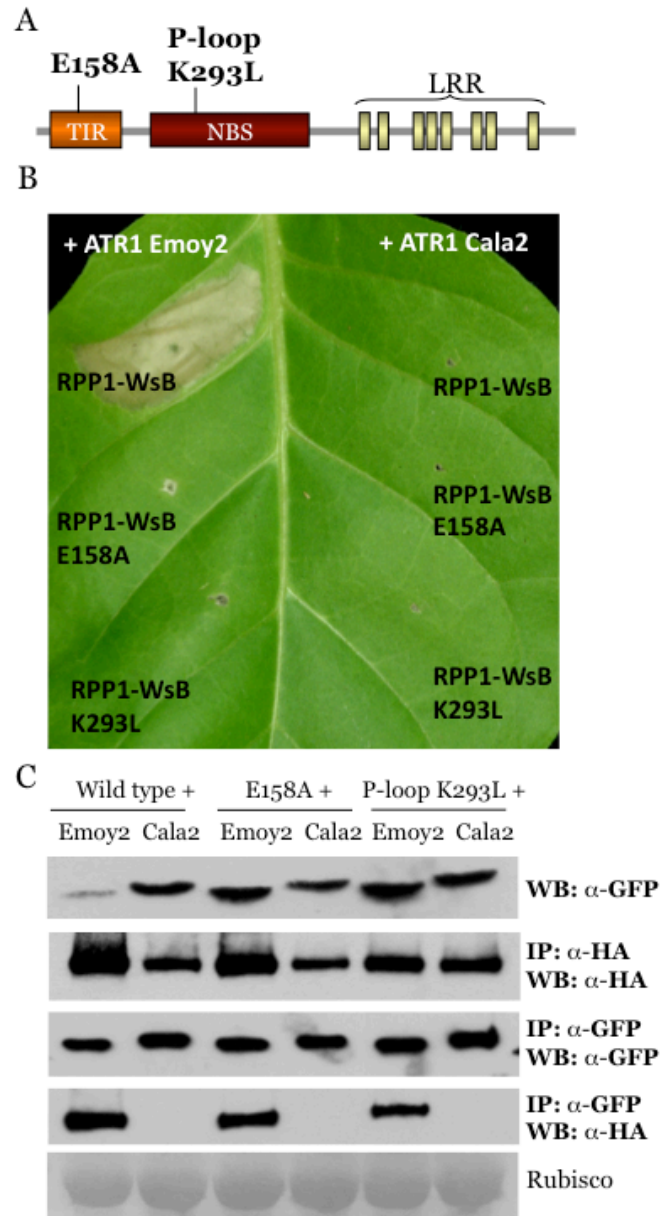 A
E158A
P-loop
K293L
LRR
TIR
NBS
B
+ ATR1 Emoy2
+ ATR1 Cala2
RPP1-WsB
RPP1-WsB
RPP1-WsB
E158A
RPP1-WsB
E158A
RPP1-WsB
K293L
RPP1-WsB
K293L
C
Wild type +
E158A +
P-loop K293L +
Emoy2
Cala2
Emoy2
Cala2
Emoy2
Cala2
WB: α-GFP
IP: α-HA
WB: α-HA
IP: α-GFP
WB: α-GFP
IP: α-GFP
WB: α-HA
Rubisco